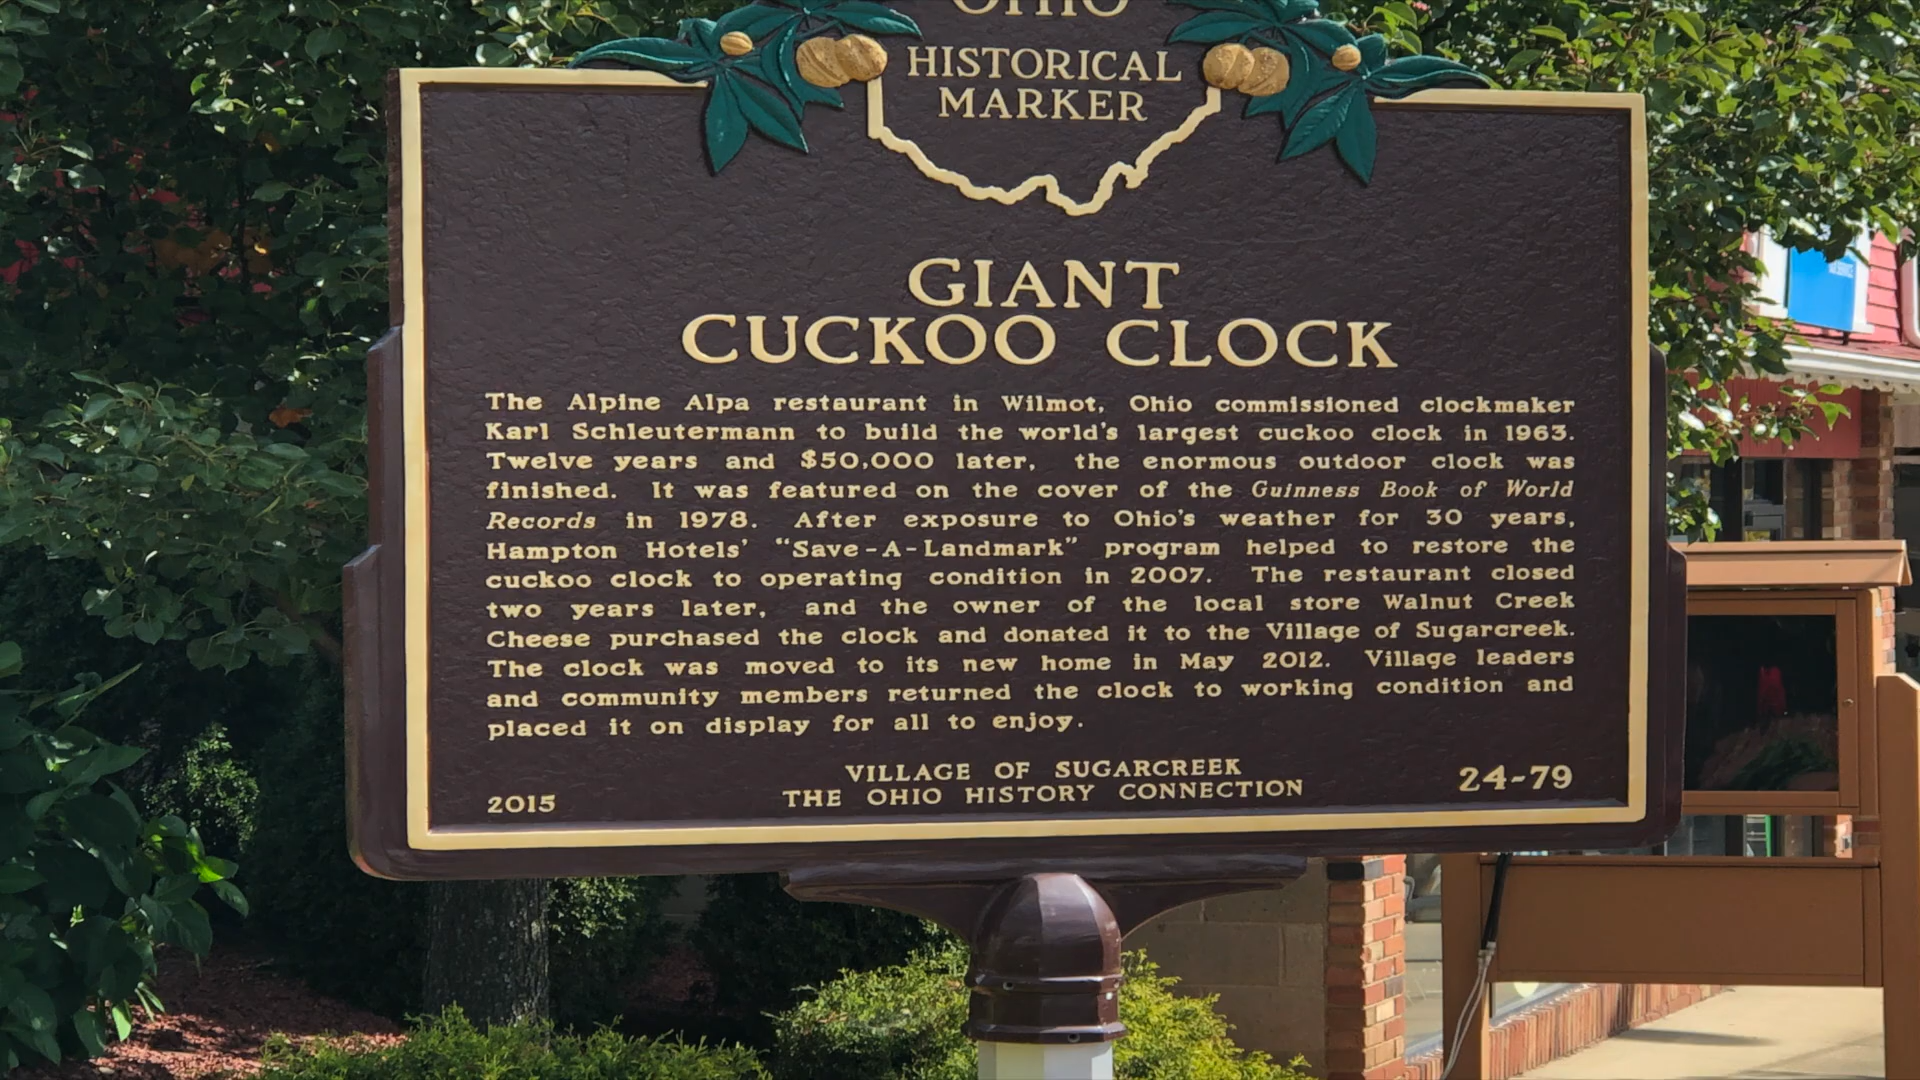 OHIO
HISTORICAL
MARKER
GIANT
CUCKOO CLOCK
The Alpine Alpa restaurant in Wilmot, Ohio commissioned clockmaker
Karl Schleutermann to build the world's largest cuckoo clock in 1963.
Twelve years and $50,000 later, the enormous outdoor clock was
finished. It was featured on the cover of the Guinness Book of World
Records in 1978. After exposure to Ohio's weather for 30 years,
Hampton Hotels' "Save-A-Landmark" program helped to restore the
cuckoo clock to operating condition in 2007. The restaurant closed
two years later, and the owner of the local store Walnut Creek
Cheese purchased the clock and donated it to the Village of Sugarcreek.
The clock was moved to its new home in May 2012. Village leaders
and community members returned the clock to working condition and
placed it on display for all to enjoy.
VILLAGE OF SUGARCREEK
THE OHIO HISTORY CONNECTION
2015
24-79